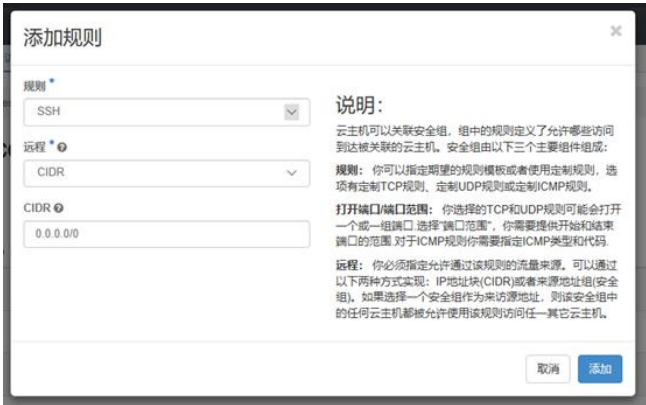 添加规则
×
规则 *
SSH
远程 *
CIDR
CIDR
0.0.0.0/0
说明：
云主机可以关联安全组，组中的规则定义了允许哪些访问
到达被关联的云主机。安全组由以下三个主要组件组成：
规则： 你可以指定期望的规则模板或者使用定制规则，选
项有定制TCP规则、定制UDP规则或定制ICMP规则。
打开端口/端口范围： 你选择的TCP和UDP规则可能会打开
一个或一组端口.选择"端口范围"，你需要提供开始和结束
端口的范围.对于ICMP规则你需要指定ICMP类型和代码.
远程： 你必须指定允许通过该规则的流量来源。可以通过
以下两种方式实现：IP地址块(CIDR)或者来源地址组(安全
组)。如果选择一个安全组作为来访源地址，则该安全组中
的任何云主机都被允许使用该规则访问任一其它云主机。
取消
添加